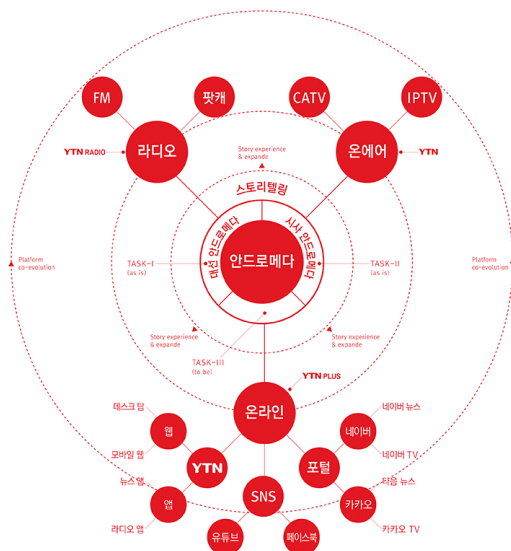 FM
팟캐
CATV
IPTV
YTN RADIO
라디오
온에어
YTN
Story experience
& expande
스토리텔링
대선 안드로메다
시사 안드로메다
안드로메다
Platform
co-evolution
TASK-I
(as is)
TASK-II
(as is)
Platform
co-evolution
Story experience
& expande
Story experience
& expande
TASK-III
(to be)
YTN PLUS
온라인
데스크 탑
웹
모바일 웹
YTN
뉴스 앱
앱
라디오 앱
SNS
유튜브
페이스북
포털
네이버 뉴스
네이버
네이버 TV
다음 뉴스
카카오
카카오 TV